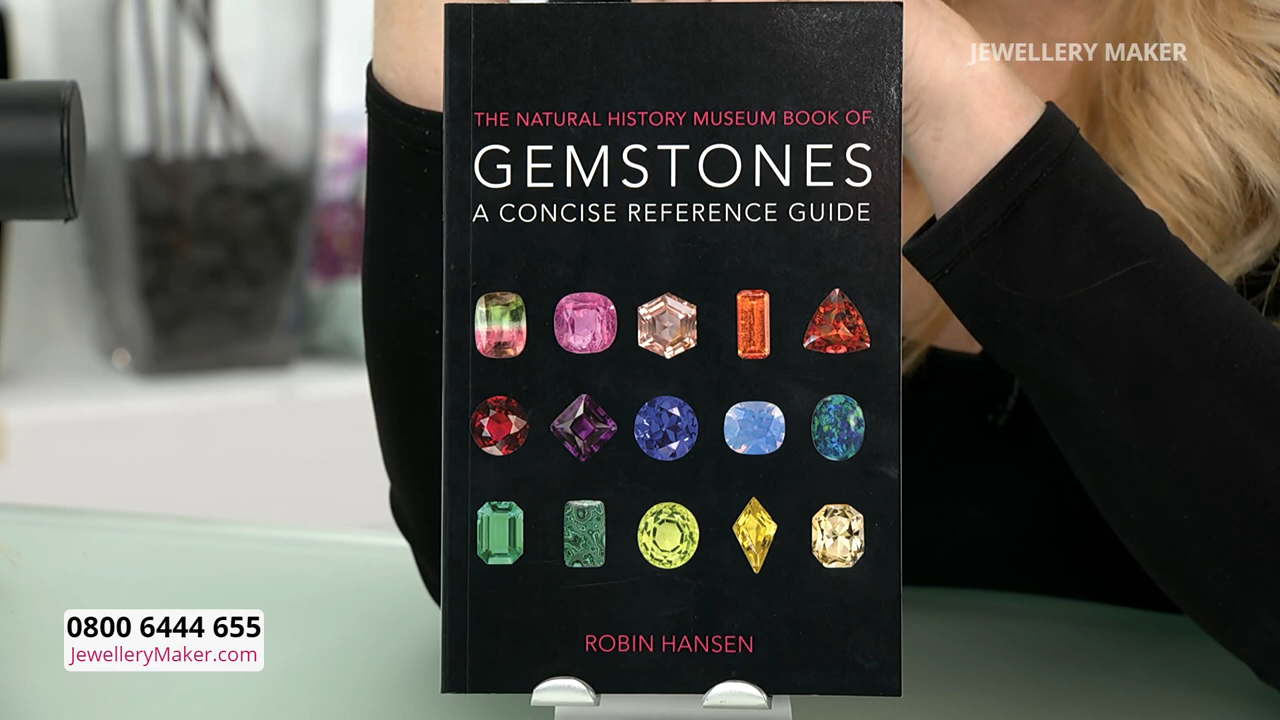 JEWELLERY MAKER
THE NATURAL HISTORY MUSEUM BOOK OF
GEMSTONES
A CONCISE REFERENCE GUIDE
ROBIN HANSEN
0800 6444 655
JewelleryMaker.com